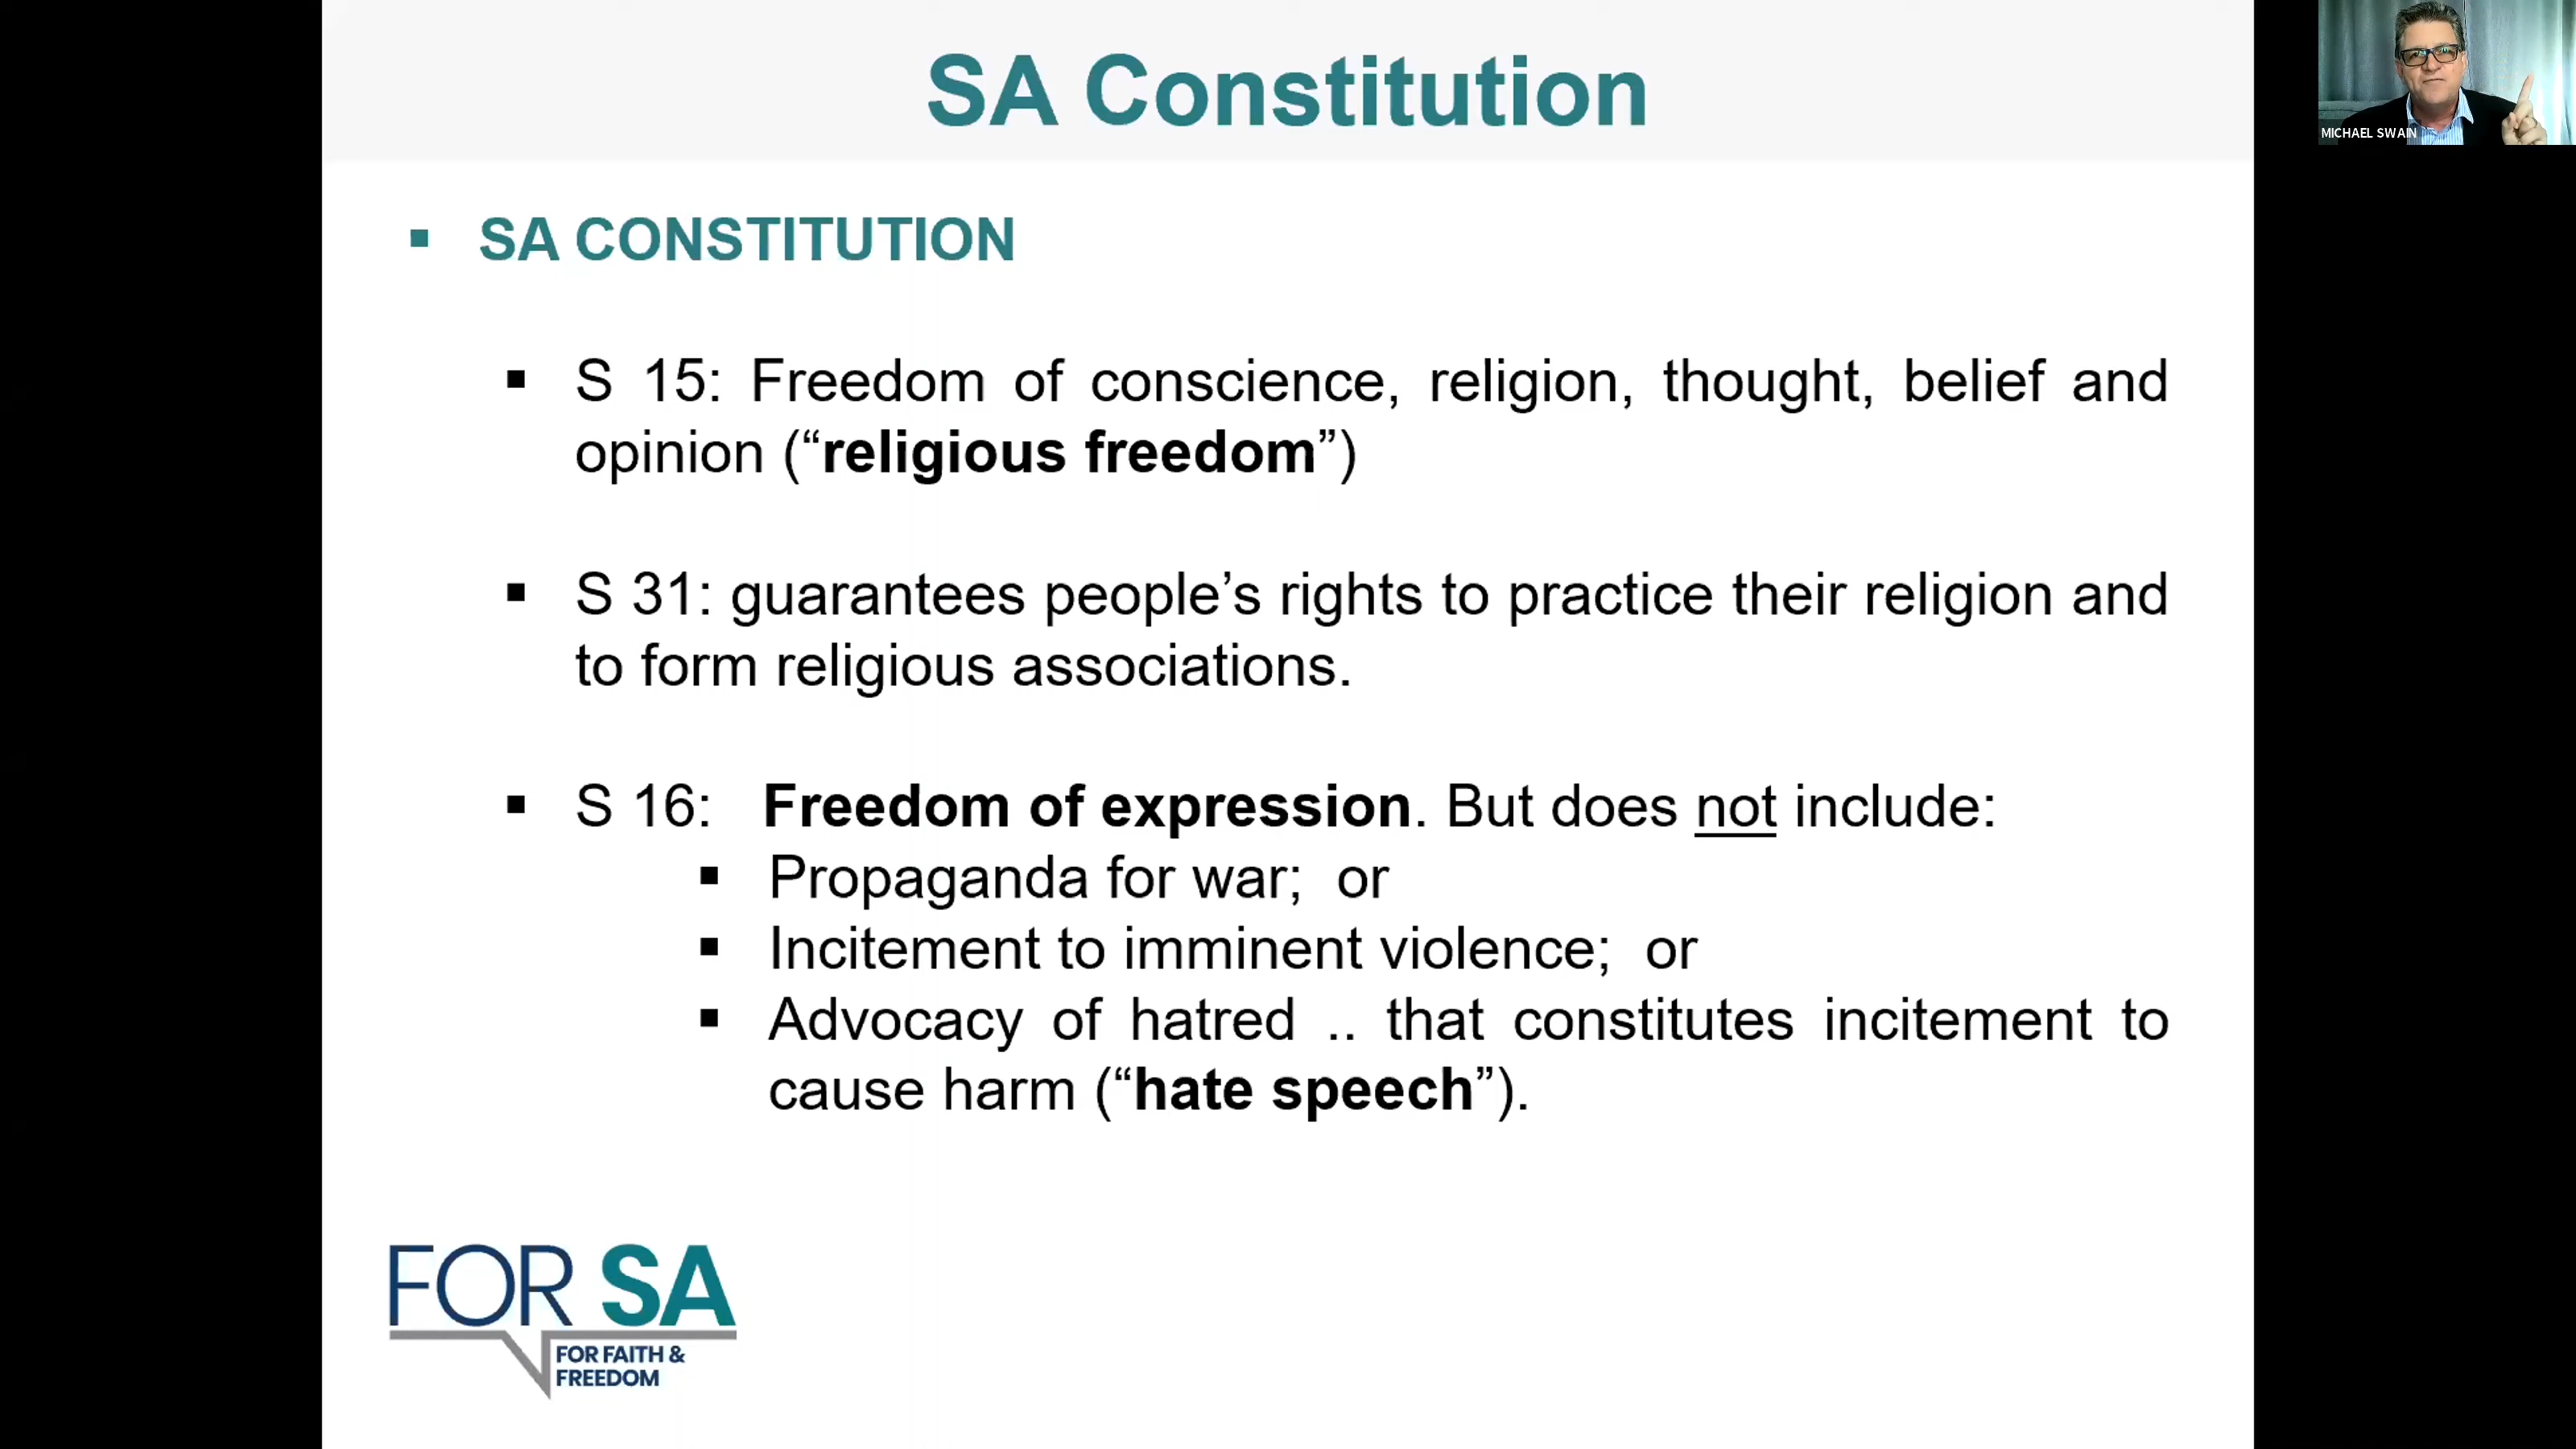 SA Constitution
MICHAEL SWAIN
▪ SA CONSTITUTION
▪ S 15: Freedom of conscience, religion, thought, belief and
opinion (“religious freedom”)
▪ S 31: guarantees people’s rights to practice their religion and
to form religious associations.
▪ S 16: Freedom of expression. But does not include:
▪ Propaganda for war; or
▪ Incitement to imminent violence; or
▪ Advocacy of hatred .. that constitutes incitement to
cause harm (“hate speech”).
FOR SA
FOR FAITH &
FREEDOM